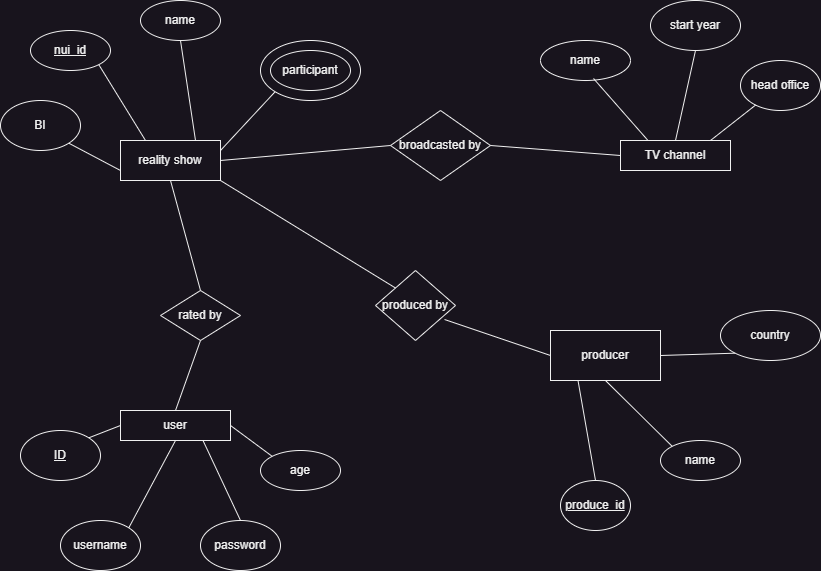 name
start year
nui_id
participant
name
head office
BI
broadcasted by
TV channel
reality show
rated by
produced by
country
producer
user
ID
age
name
produce_id
username
password